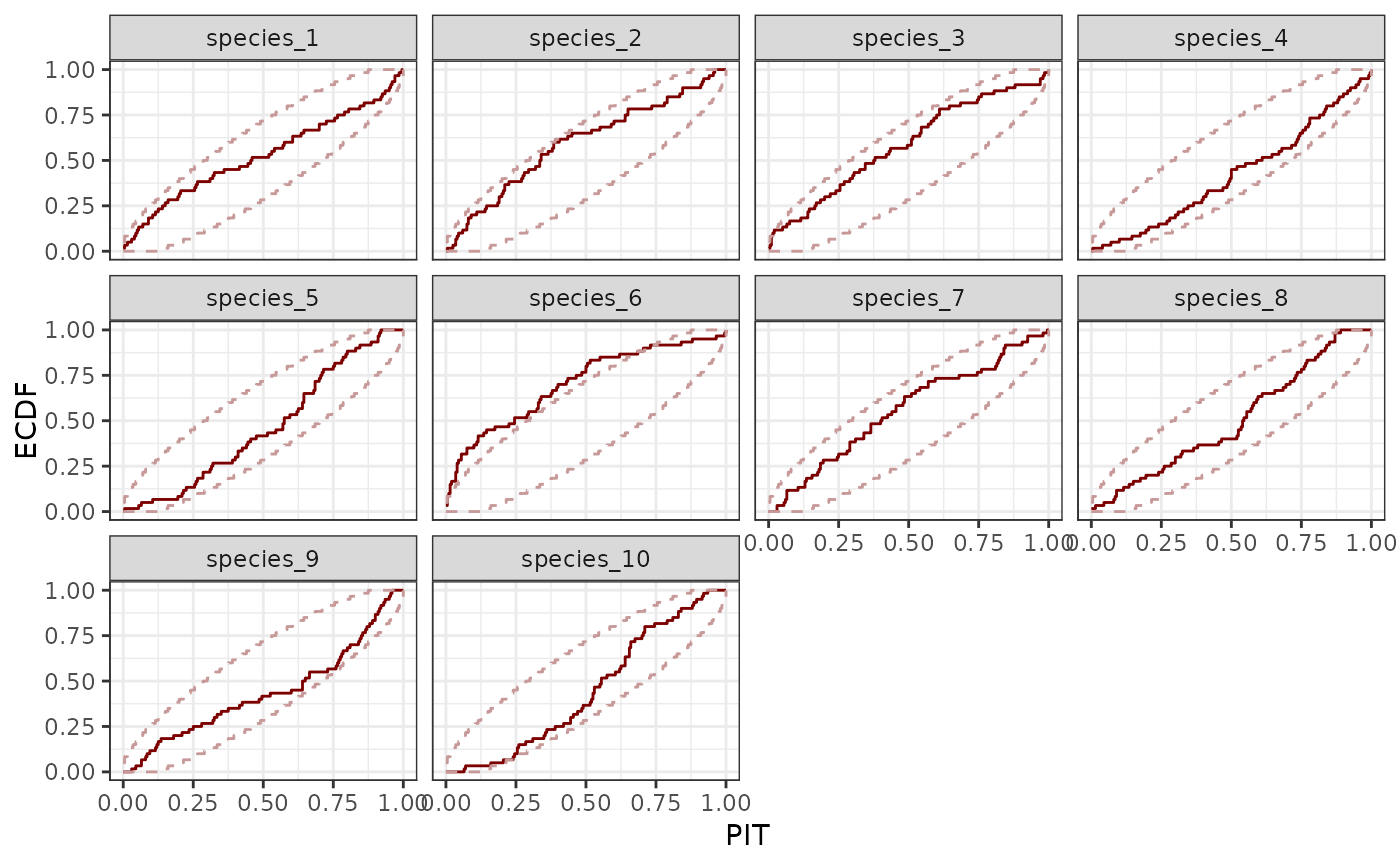 species_1 species_2 species_3 species_4
1.00
0.75
0.50
0.25
0.00
species_5 species_6 species_7 species_8
1.00
0.75
0.50
0.25
0.00
ECDF
0.00 0.25 0.50 0.75 1.00 0.00 0.25 0.50 0.75 1.00
species_9 species_10
1.00
0.75
0.50
0.25
0.00
0.00 0.25 0.50 0.75 1.00 0.00 0.25 0.50 0.75 1.00
PIT